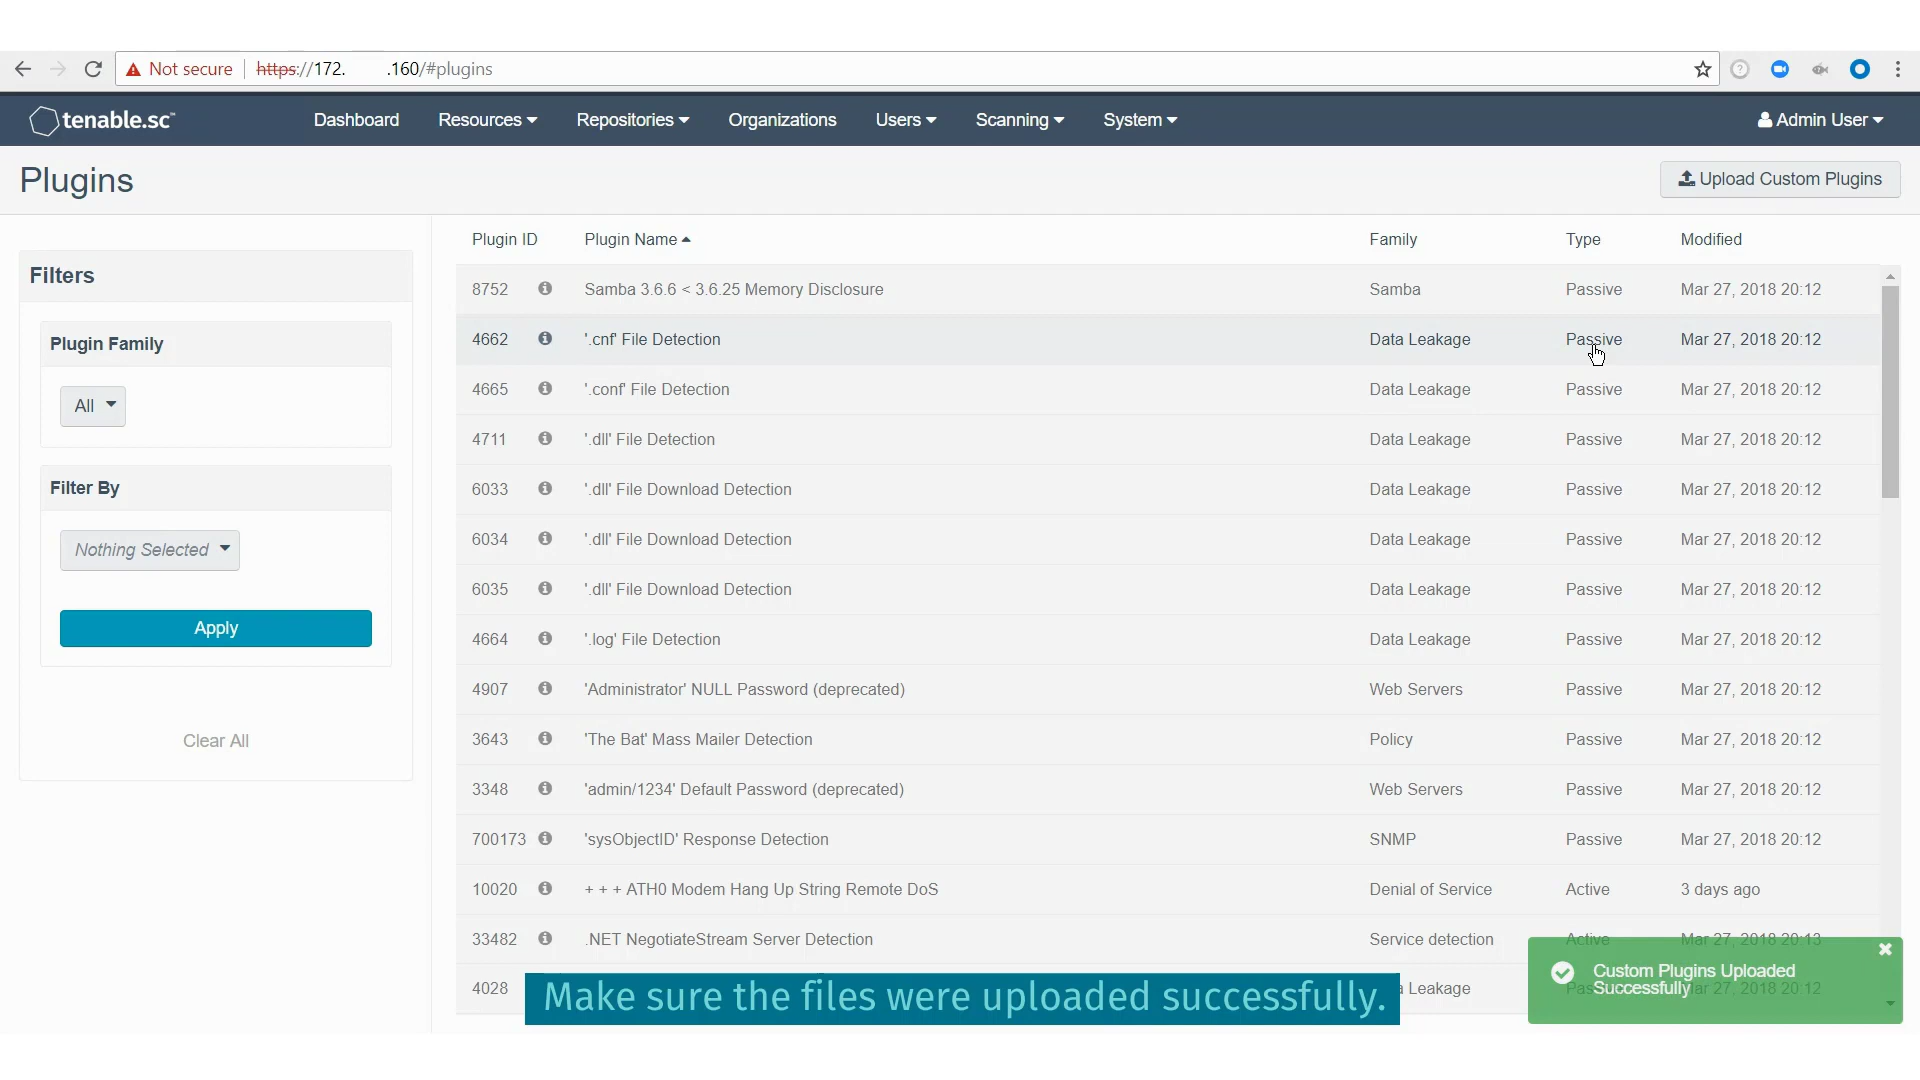 Not secure https://172. .160/#plugins
tenable.sc Dashboard Resources Repositories Organizations Users Scanning System Admin User
Plugins Upload Custom Plugins
Filters
Plugin Family
All
Filter By
Nothing Selected
Apply
Clear All
Plugin ID Plugin Name Family Type Modified
8752 Samba 3.6.6 < 3.6.25 Memory Disclosure Samba Passive Mar 27, 2018 20:12
4662 '.cnf' File Detection Data Leakage Passive Mar 27, 2018 20:12
4665 '.conf' File Detection Data Leakage Passive Mar 27, 2018 20:12
4711 '.dll' File Detection Data Leakage Passive Mar 27, 2018 20:12
6033 '.dll' File Download Detection Data Leakage Passive Mar 27, 2018 20:12
6034 '.dll' File Download Detection Data Leakage Passive Mar 27, 2018 20:12
6035 '.dll' File Download Detection Data Leakage Passive Mar 27, 2018 20:12
4664 '.log' File Detection Data Leakage Passive Mar 27, 2018 20:12
4907 'Administrator' NULL Password (deprecated) Web Servers Passive Mar 27, 2018 20:12
3643 'The Bat' Mass Mailer Detection Policy Passive Mar 27, 2018 20:12
3348 'admin/1234' Default Password (deprecated) Web Servers Passive Mar 27, 2018 20:12
700173 'sysObjectID' Response Detection SNMP Passive Mar 27, 2018 20:12
10020 + + + ATH0 Modem Hang Up String Remote DoS Denial of Service Active 3 days ago
33482 .NET NegotiateStream Server Detection Service detection Active Mar 27, 2018 20:13
4028 Leakage 27, 2018 20:12
Make sure the files were uploaded successfully.
Custom Plugins Uploaded
Successfully